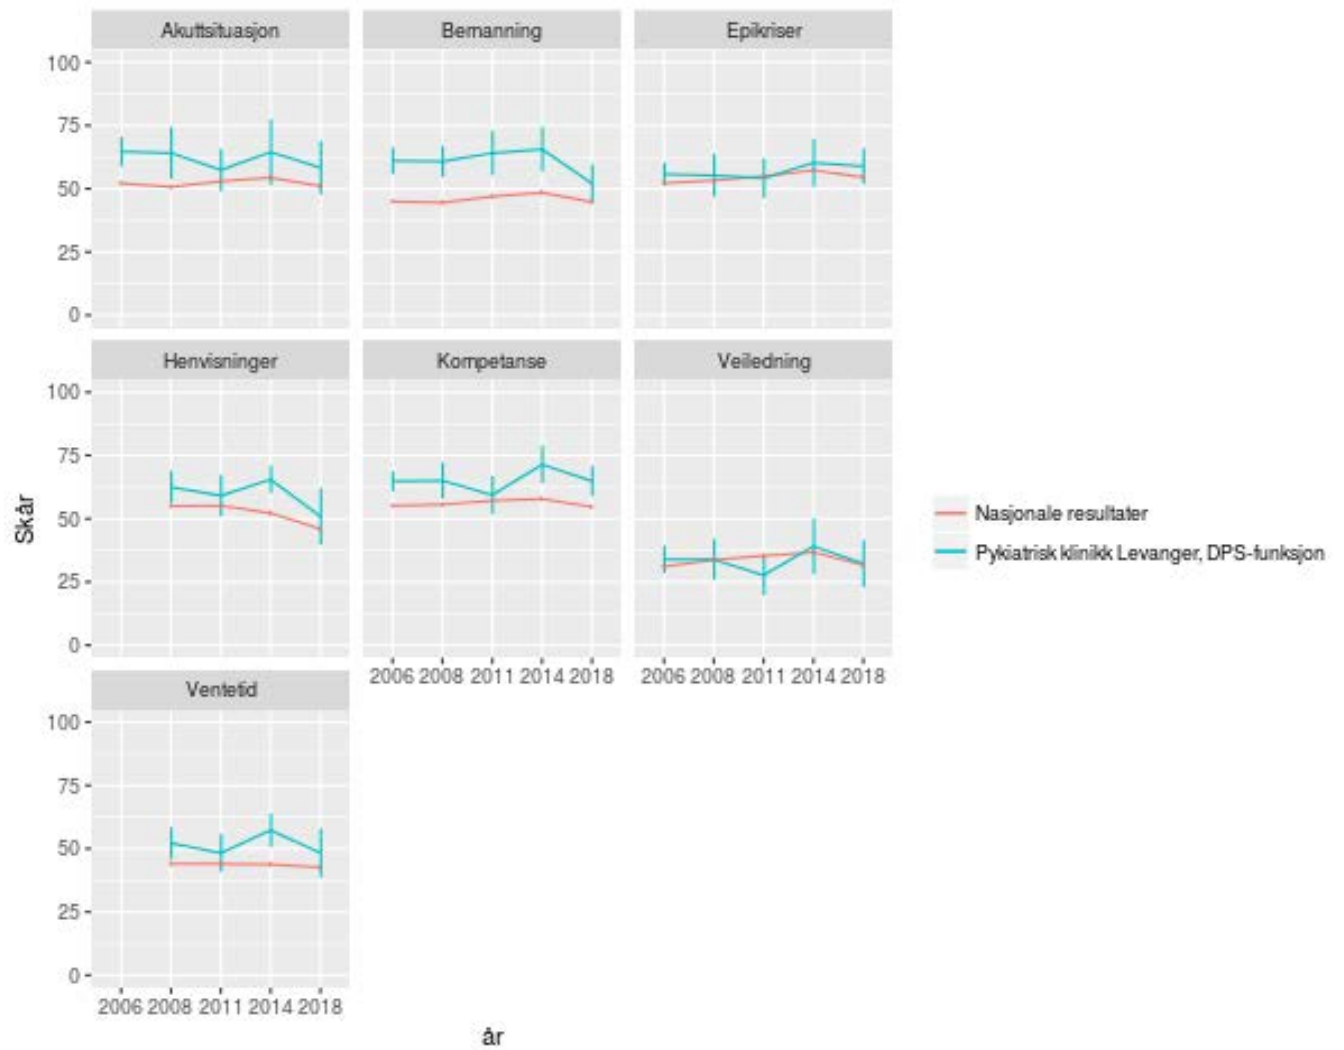 Akuttsituasjon Bemanning Epikriser
100
75
50
25
0
Henvisninger Kompetanse Veiledning
100
75
50
25
0
2006 2008 2011 2014 2018 2006 2008 2011 2014 2018
Ventetid
100
75
50
25
0
2006 2008 2011 2014 2018
år
Skår
Nasjonale resultater
Pykiatrisk klinikk Levanger, DPS-funksjon